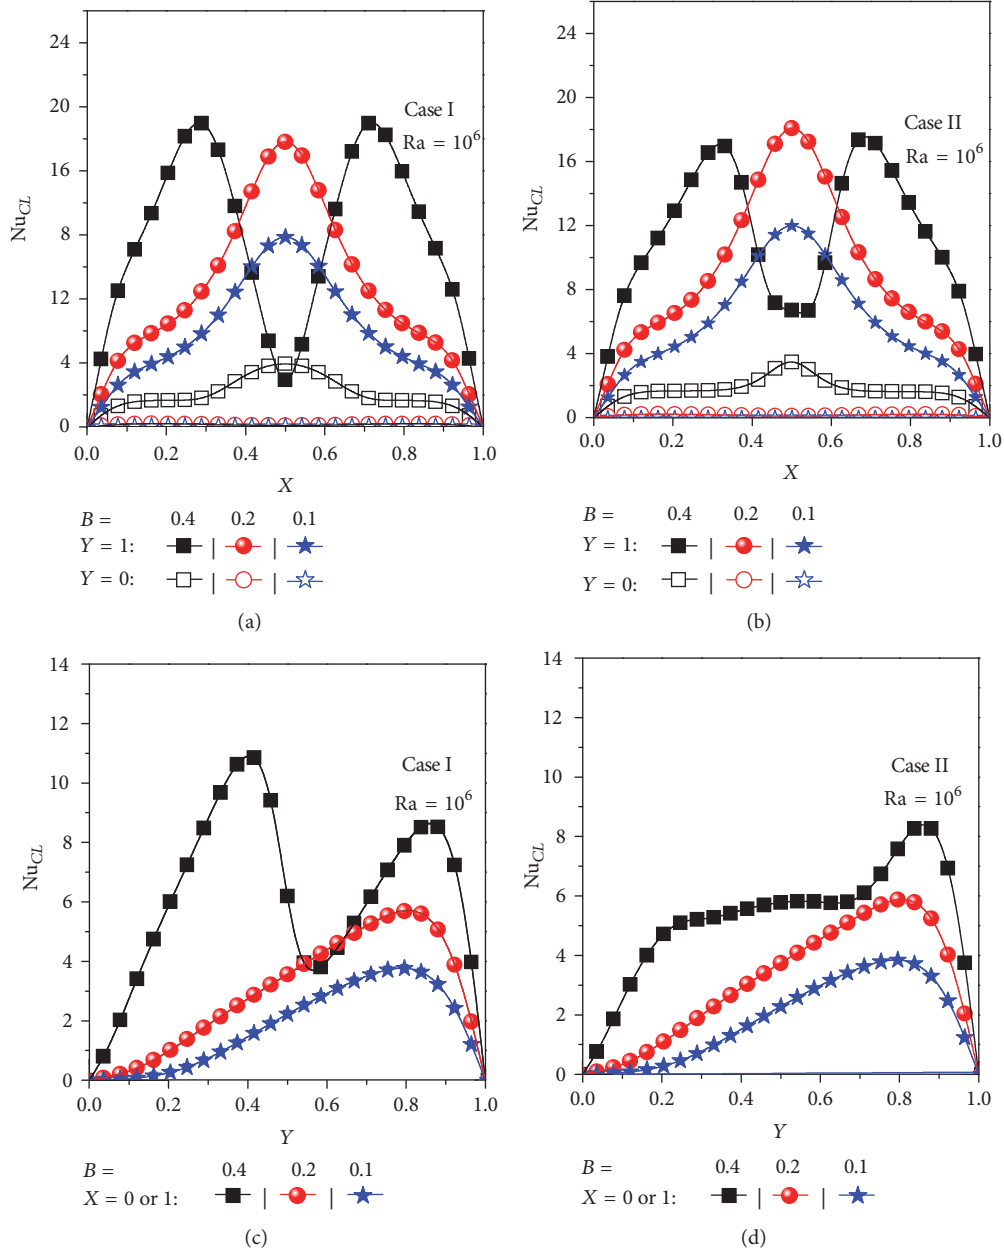 24
20
16
8
12
4
0
Nu_CL
Case I
Ra = 10^6
0.0 0.2 0.4 0.6 0.8 1.0
X
B = 0.4 0.2 0.1
Y = 1: | |
Y = 0: | |
(a)
24
20
16
12
8
4
0
Nu_CL
Case II
Ra = 10^6
0.0 0.2 0.4 0.6 0.8 1.0
X
B = 0.4 0.2 0.1
Y = 1: | |
Y = 0: | |
(b)
14
12
10
8
6
4
2
0
Nu_CL
Case I
Ra = 10^6
0.0 0.2 0.4 0.6 0.8 1.0
Y
B = 0.4 0.2 0.1
X = 0 or 1: | |
(c)
14
12
10
8
6
4
2
0
Nu_CL
Case II
Ra = 10^6
0.0 0.2 0.4 0.6 0.8 1.0
Y
B = 0.4 0.2 0.1
X = 0 or 1: | |
(d)